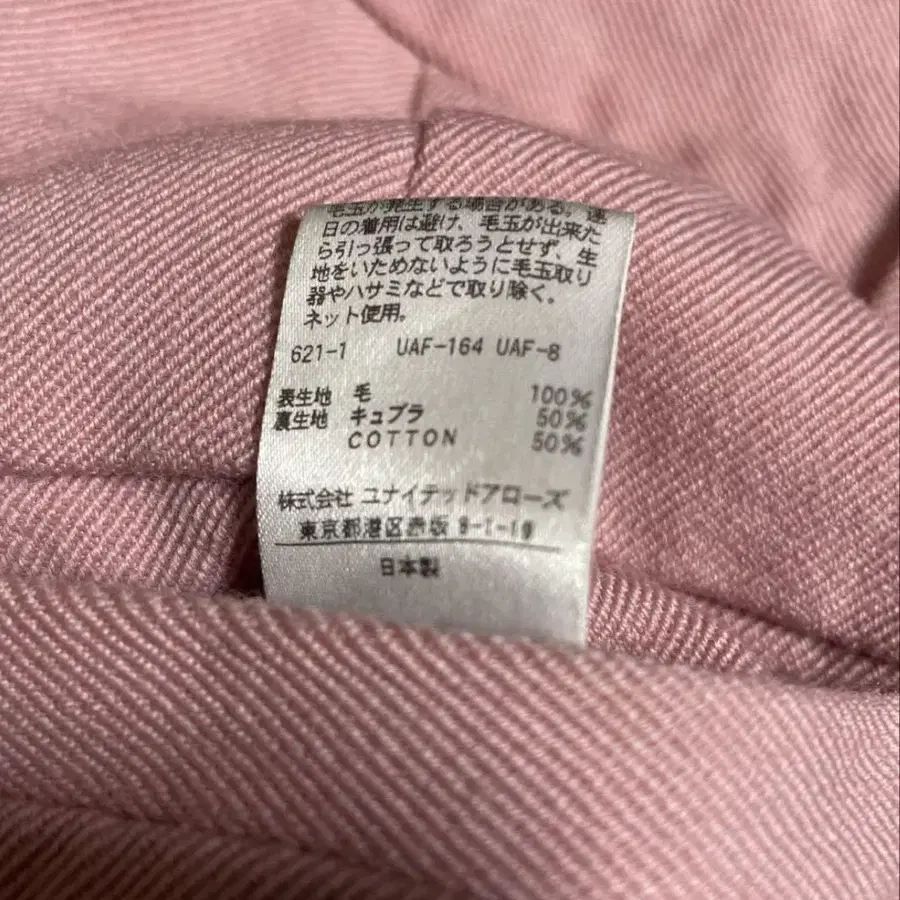 毛玉が発生する場合がある。連
日の着用は避け、毛玉が出来た
ら引っ張って取ろうとせず、生
地をいためないように毛玉取り
器やハサミなどで取り除く。
ネット使用。
621-1 UAF-164 UAF-8
表生地 毛 100%
裏生地 キュプラ 50%
COTTON 50%
株式会社 ユナイテッドアローズ
東京都港区赤坂 8-1-19
日本製